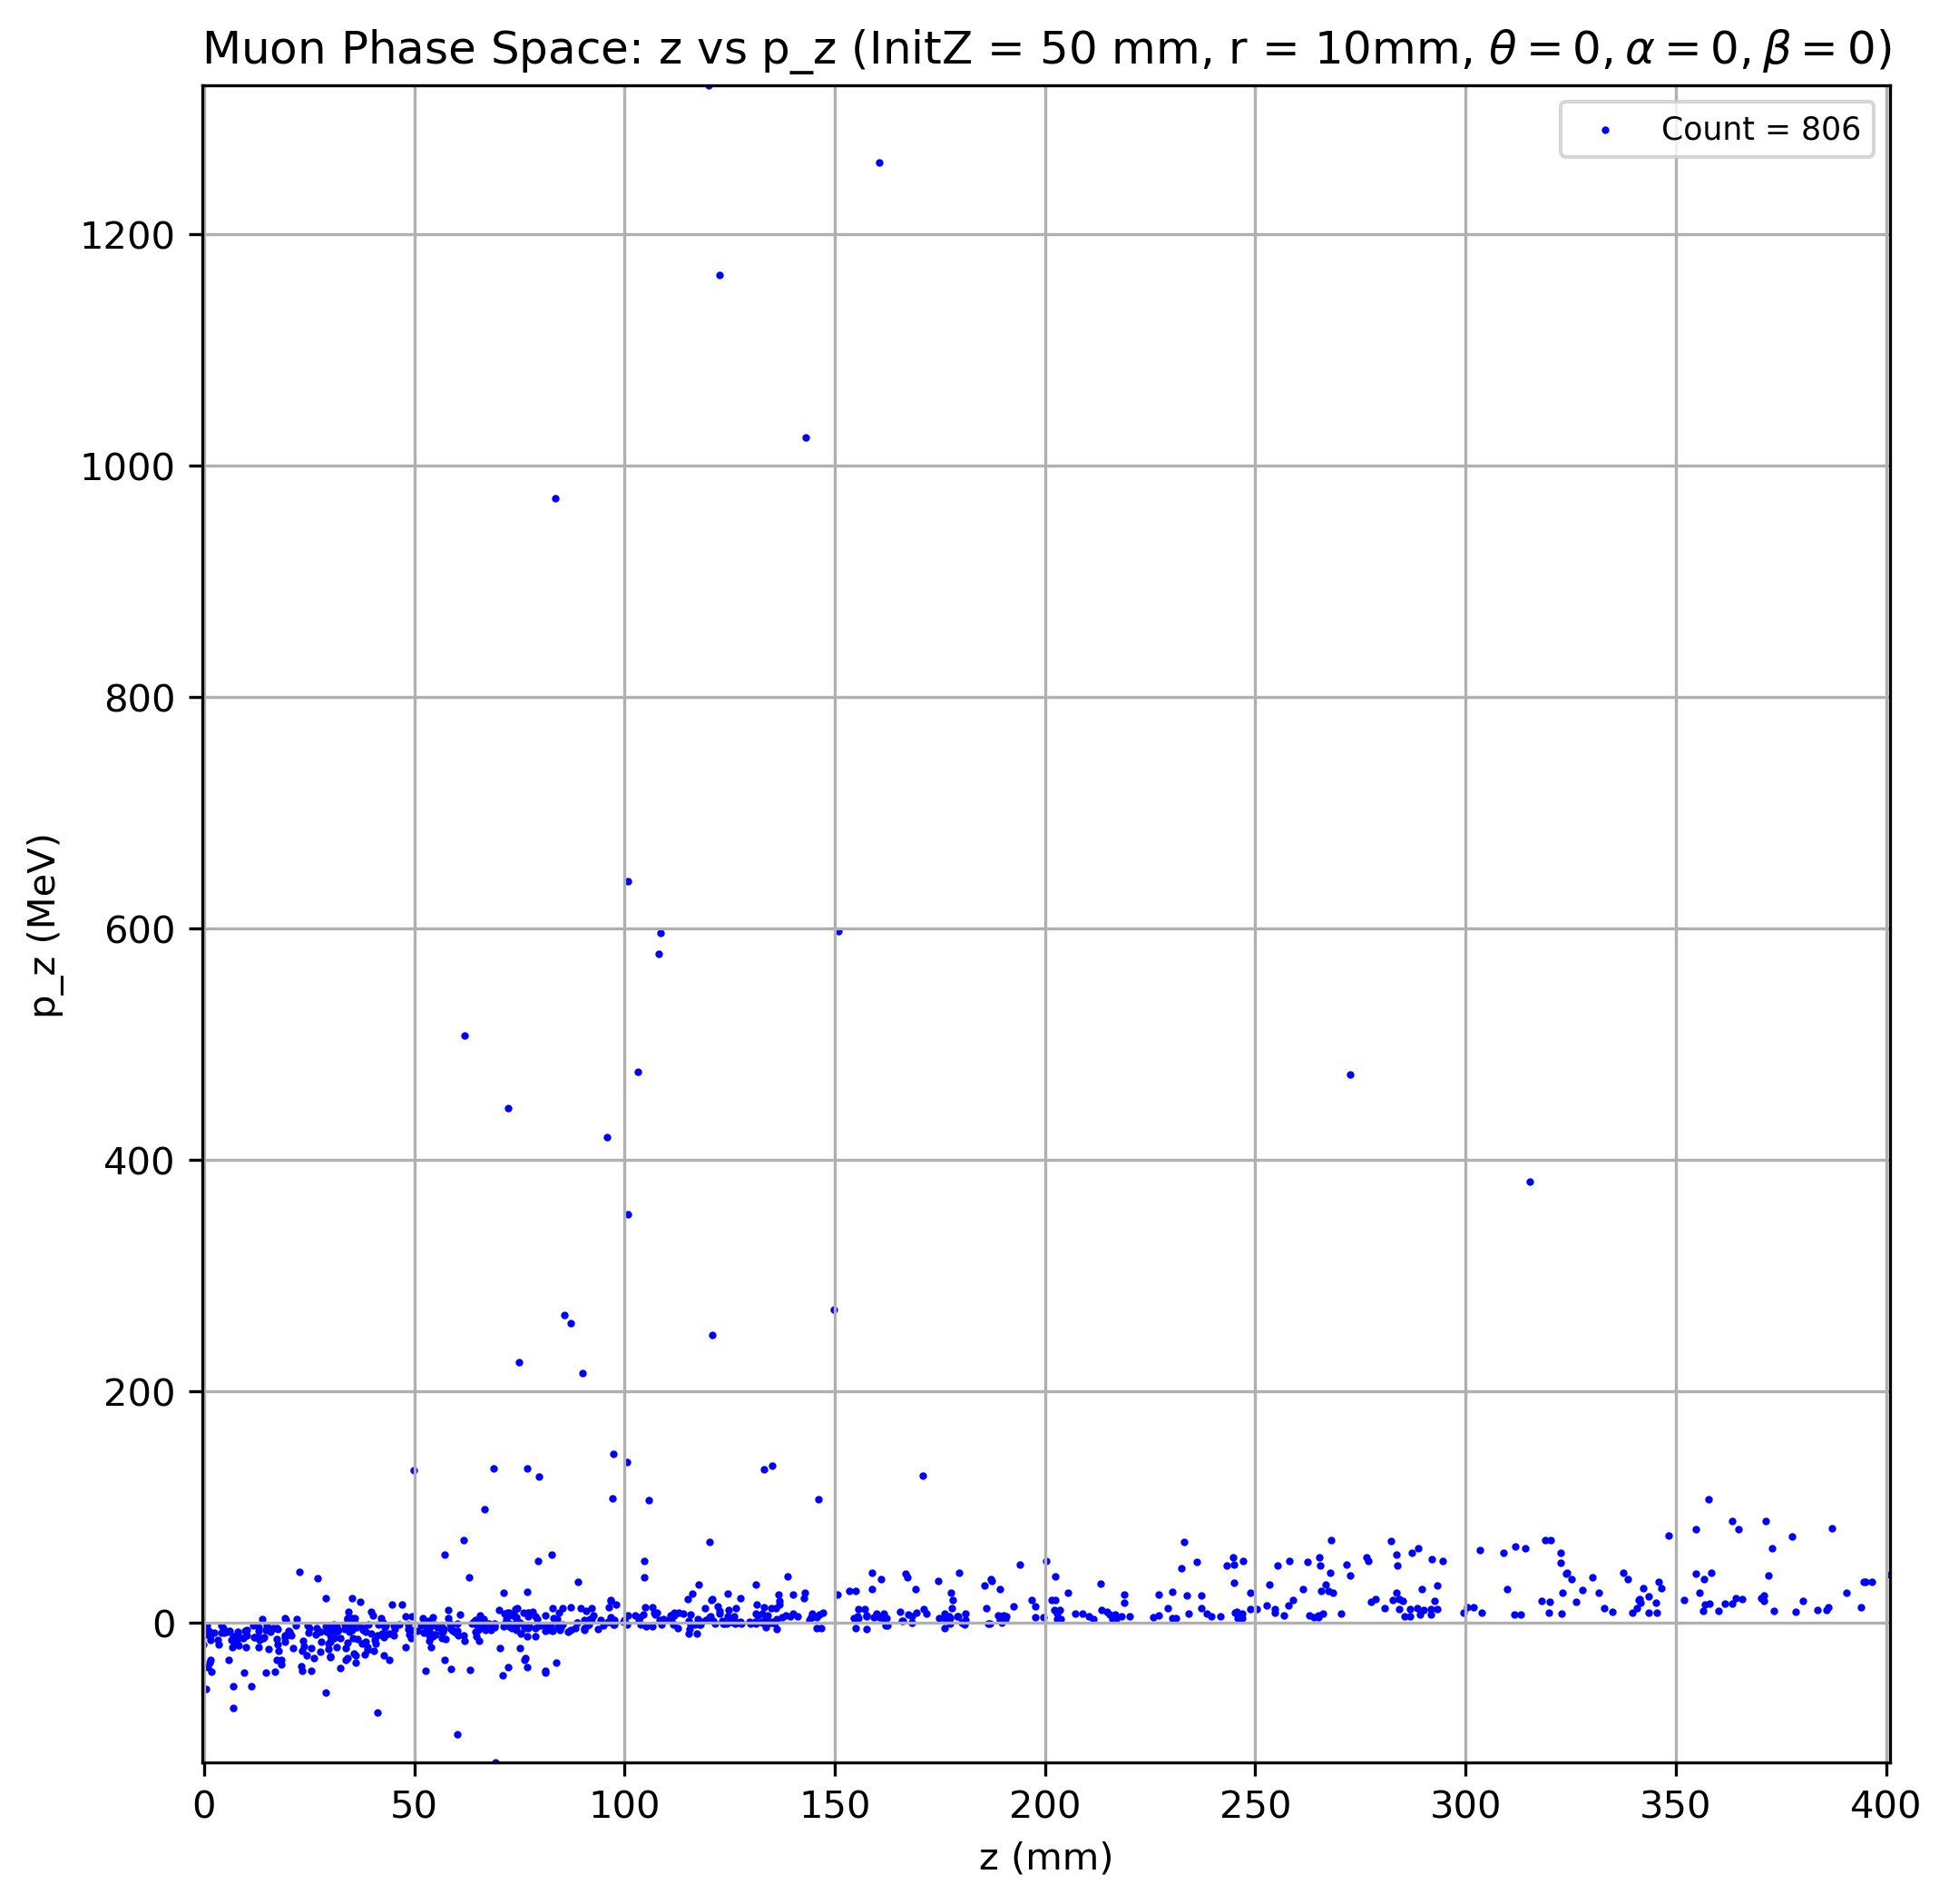 Muon Phase Space: z vs p_z (InitZ = 50 mm, r = 10mm, θ = 0, α = 0, β = 0)
Count = 806
1200
1000
800
600
400
200
0
p_z (MeV)
0 50 100 150 200 250 300 350 400
z (mm)